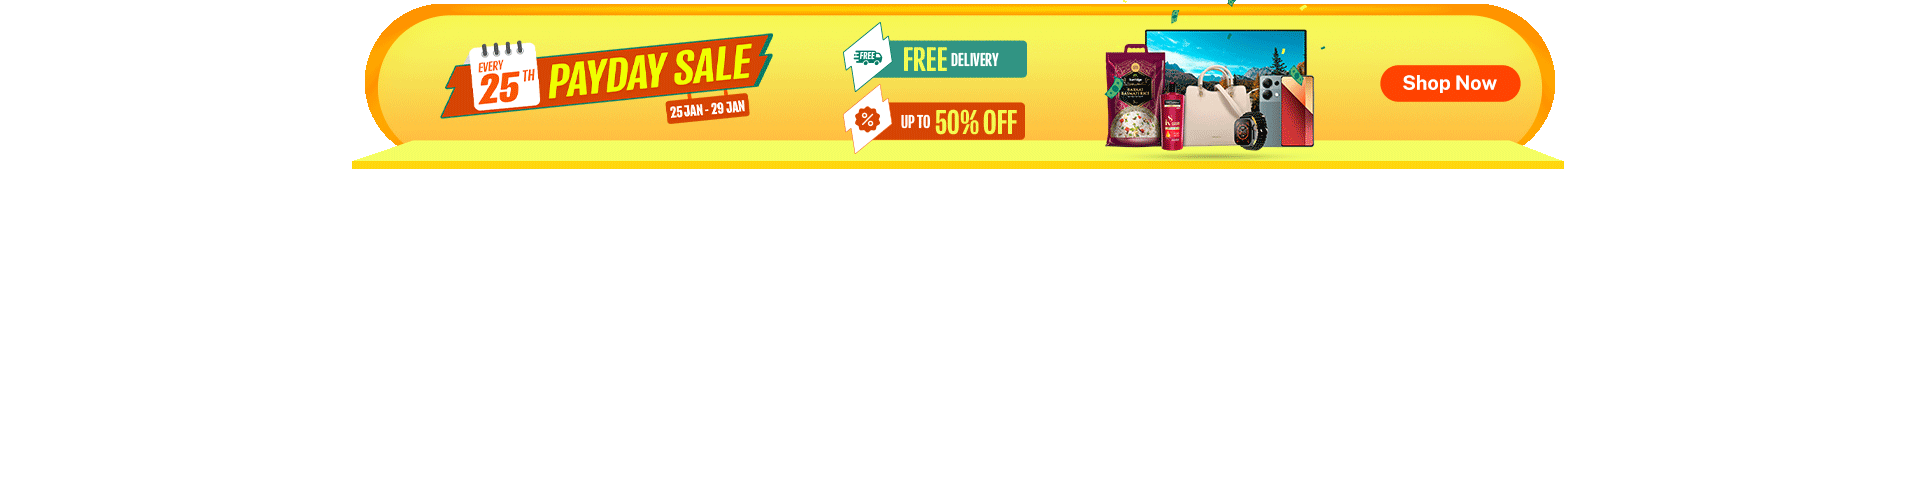 EVERY
25TH
PAYDAY SALE
25 JAN - 29 JAN
FREE
FREE DELIVERY
UP TO 50% OFF
Shop Now